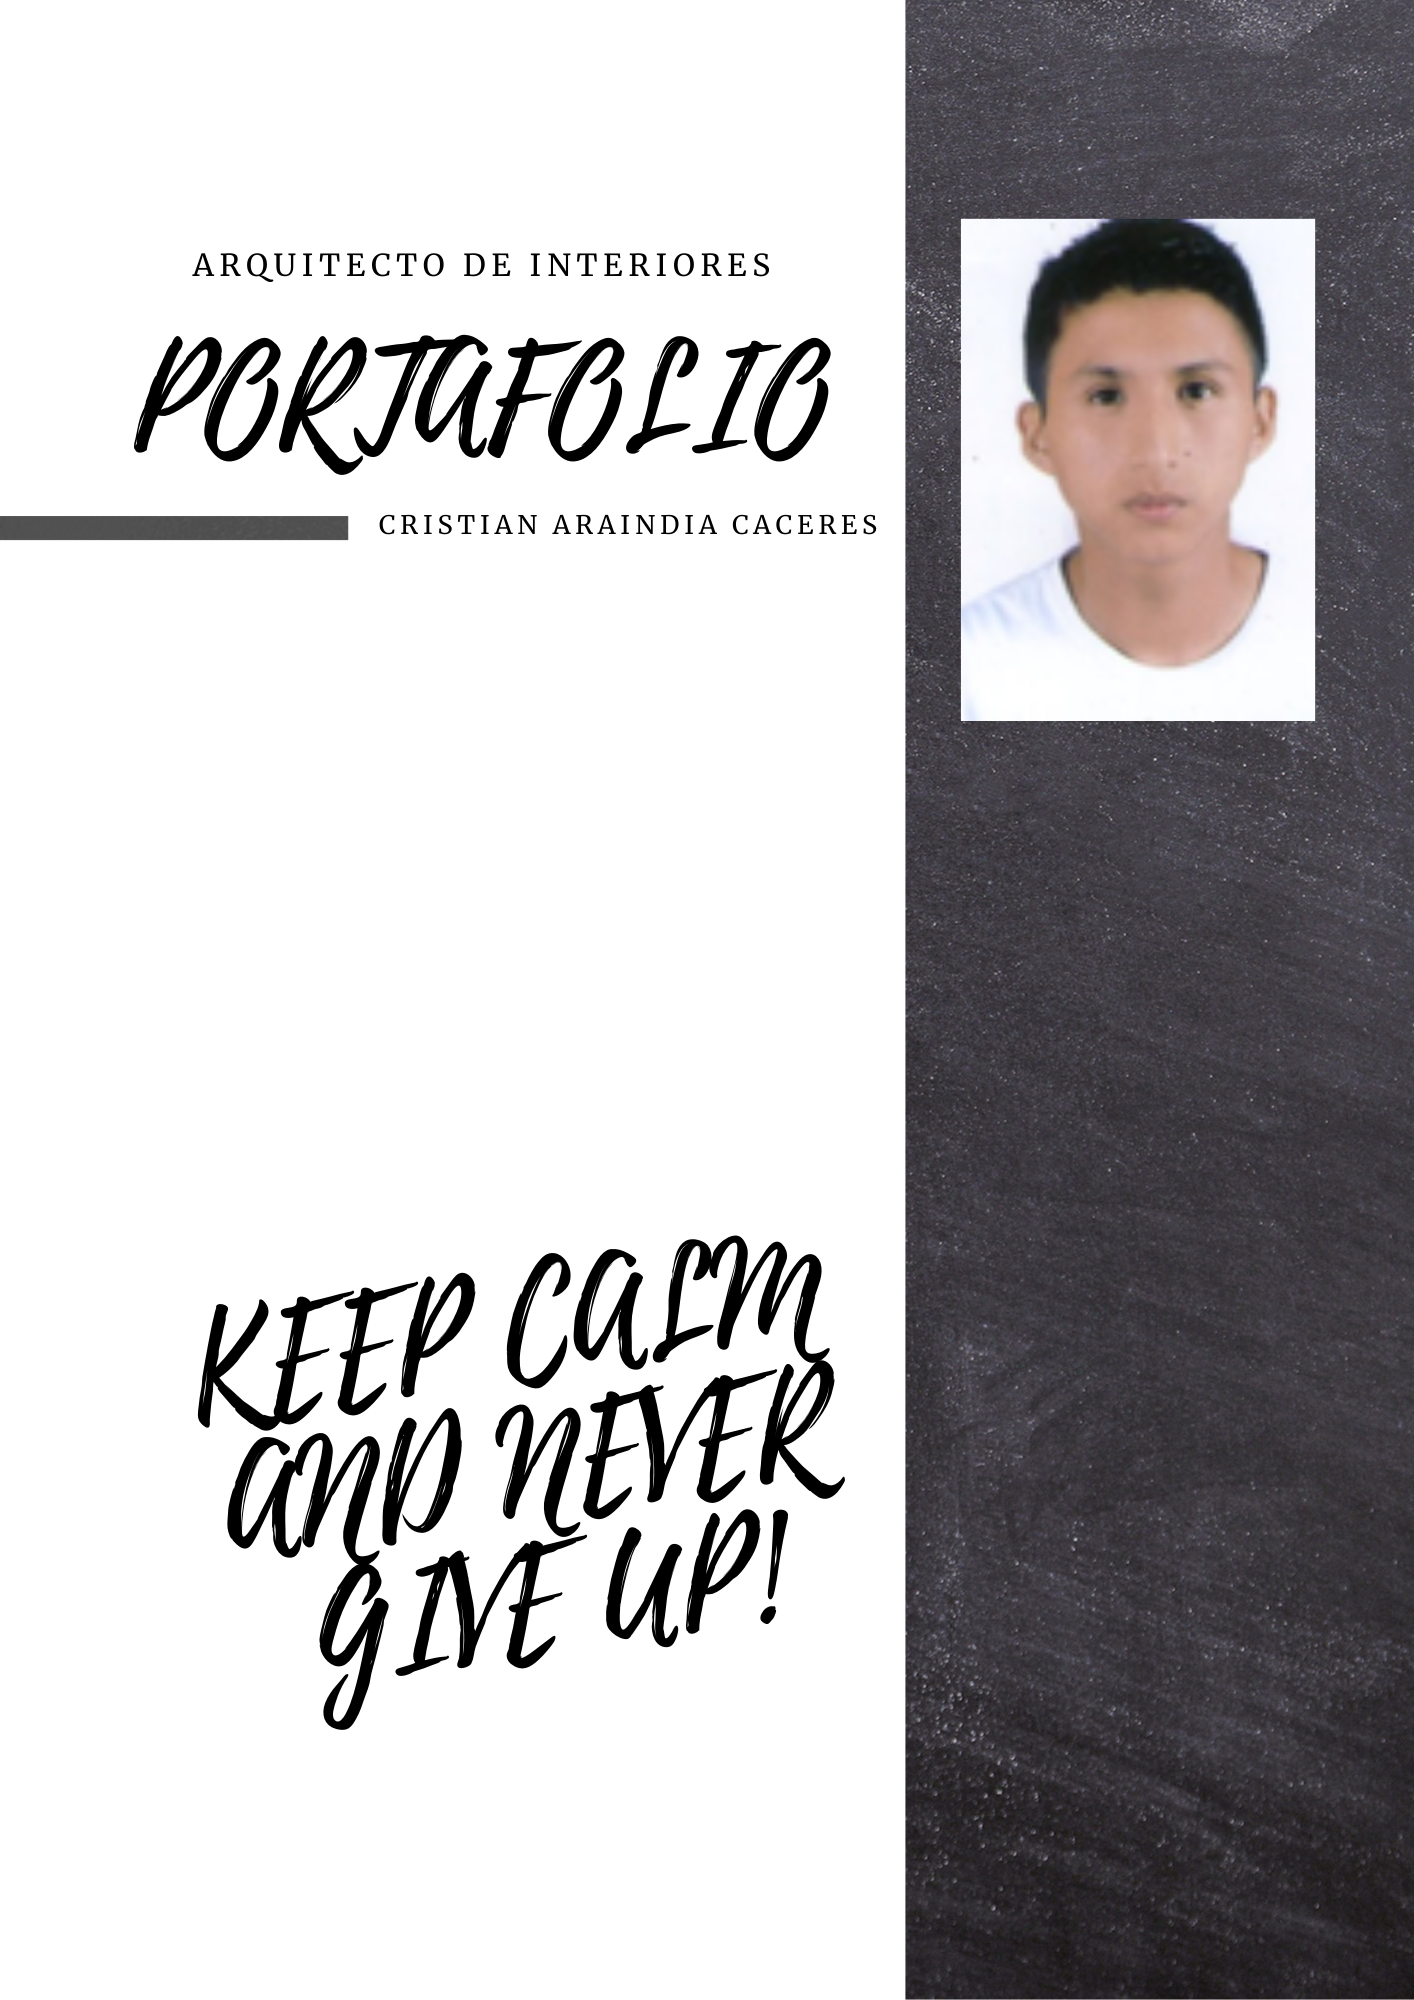 ARQUITECTO DE INTERIORES
PORTAFOLIO
CRISTIAN ARAINDIA CACERES
KEEP CALM
AND NEVER
GIVE UP!